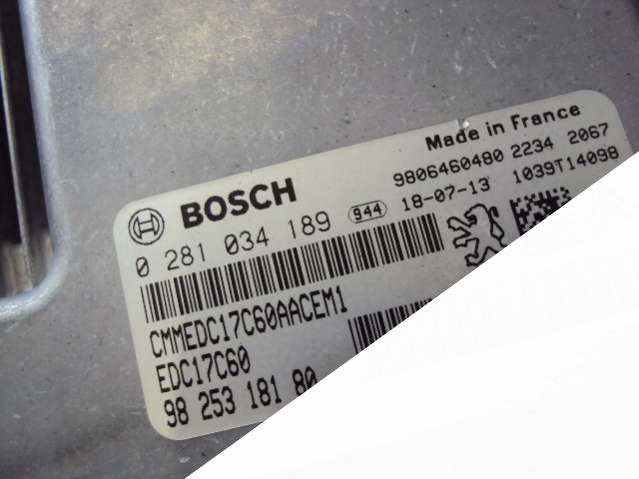 Made in France
BOSCH
9806460480 2234 2067
944 18-07-13 1039T14098
0 281 034 189
CMMEDC17C60AACEM1
EDC17C60
98 253 181 80